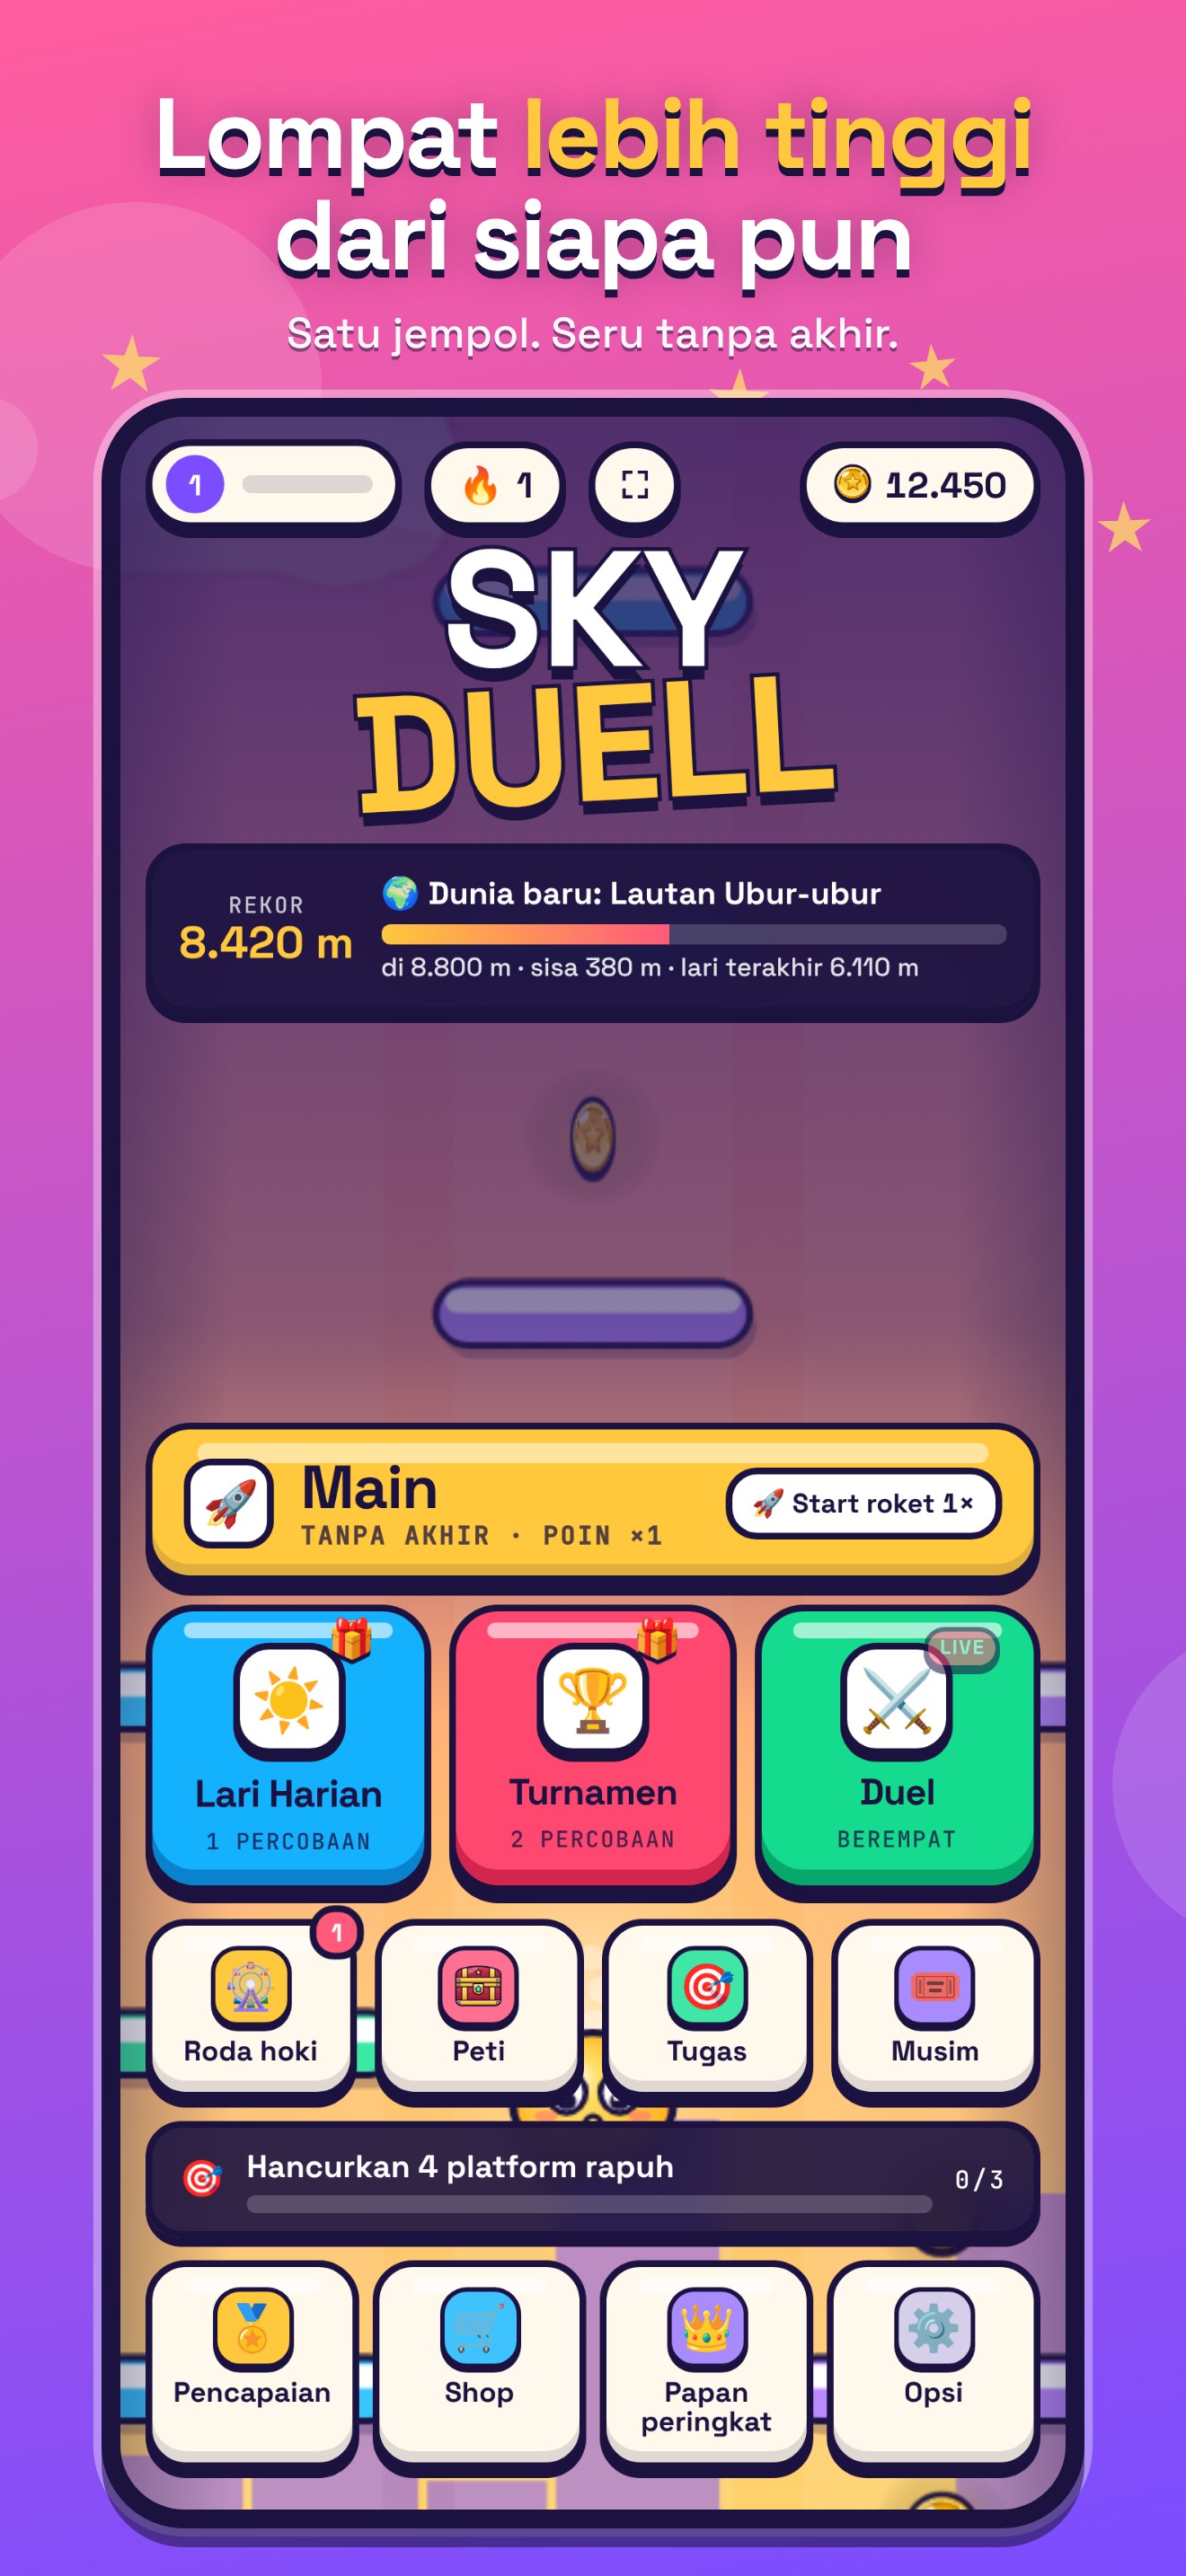 Lompat lebih tinggi
dari siapa pun
Satu jempol. Seru tanpa akhir.
1
🔥 1
12.450
SKY
DUELL
REKOR
8.420 m
🌍 Dunia baru: Lautan Ubur-ubur
di 8.800 m · sisa 380 m · lari terakhir 6.110 m
Main
TANPA AKHIR · POIN ×1
🚀 Start roket 1×
Lari Harian
1 PERCOBAAN
Turnamen
2 PERCOBAAN
LIVE
Duel
BEREMPAT
1
Roda hoki
Peti
Tugas
Musim
Hancurkan 4 platform rapuh
0/3
Pencapaian
Shop
Papan
peringkat
Opsi